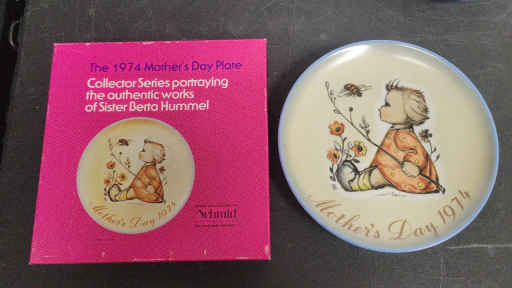 The 1974 Mother's Day Plate
Collector Series portraying
the authentic works
of Sister Berta Hummel
Mother's Day 1974
Schmid
Mother's Day 1974